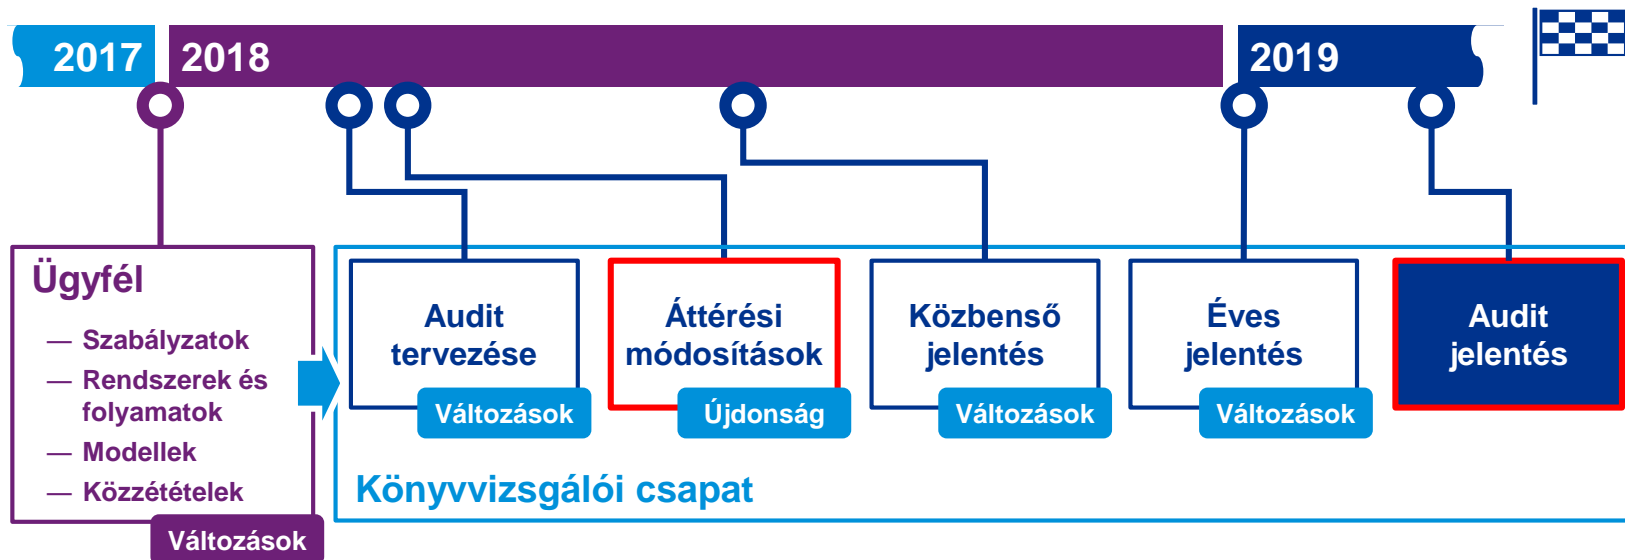 2017
2018
2019
Ügyfél
— Szabályzatok
— Rendszerek és
folyamatok
— Modellek
— Közzétételek
Változások
Audit
tervezése
Változások
Áttérési
módosítások
Újdonság
Közbenső
jelentés
Változások
Éves
jelentés
Változások
Audit
jelentés
Könyvvizsgálói csapat